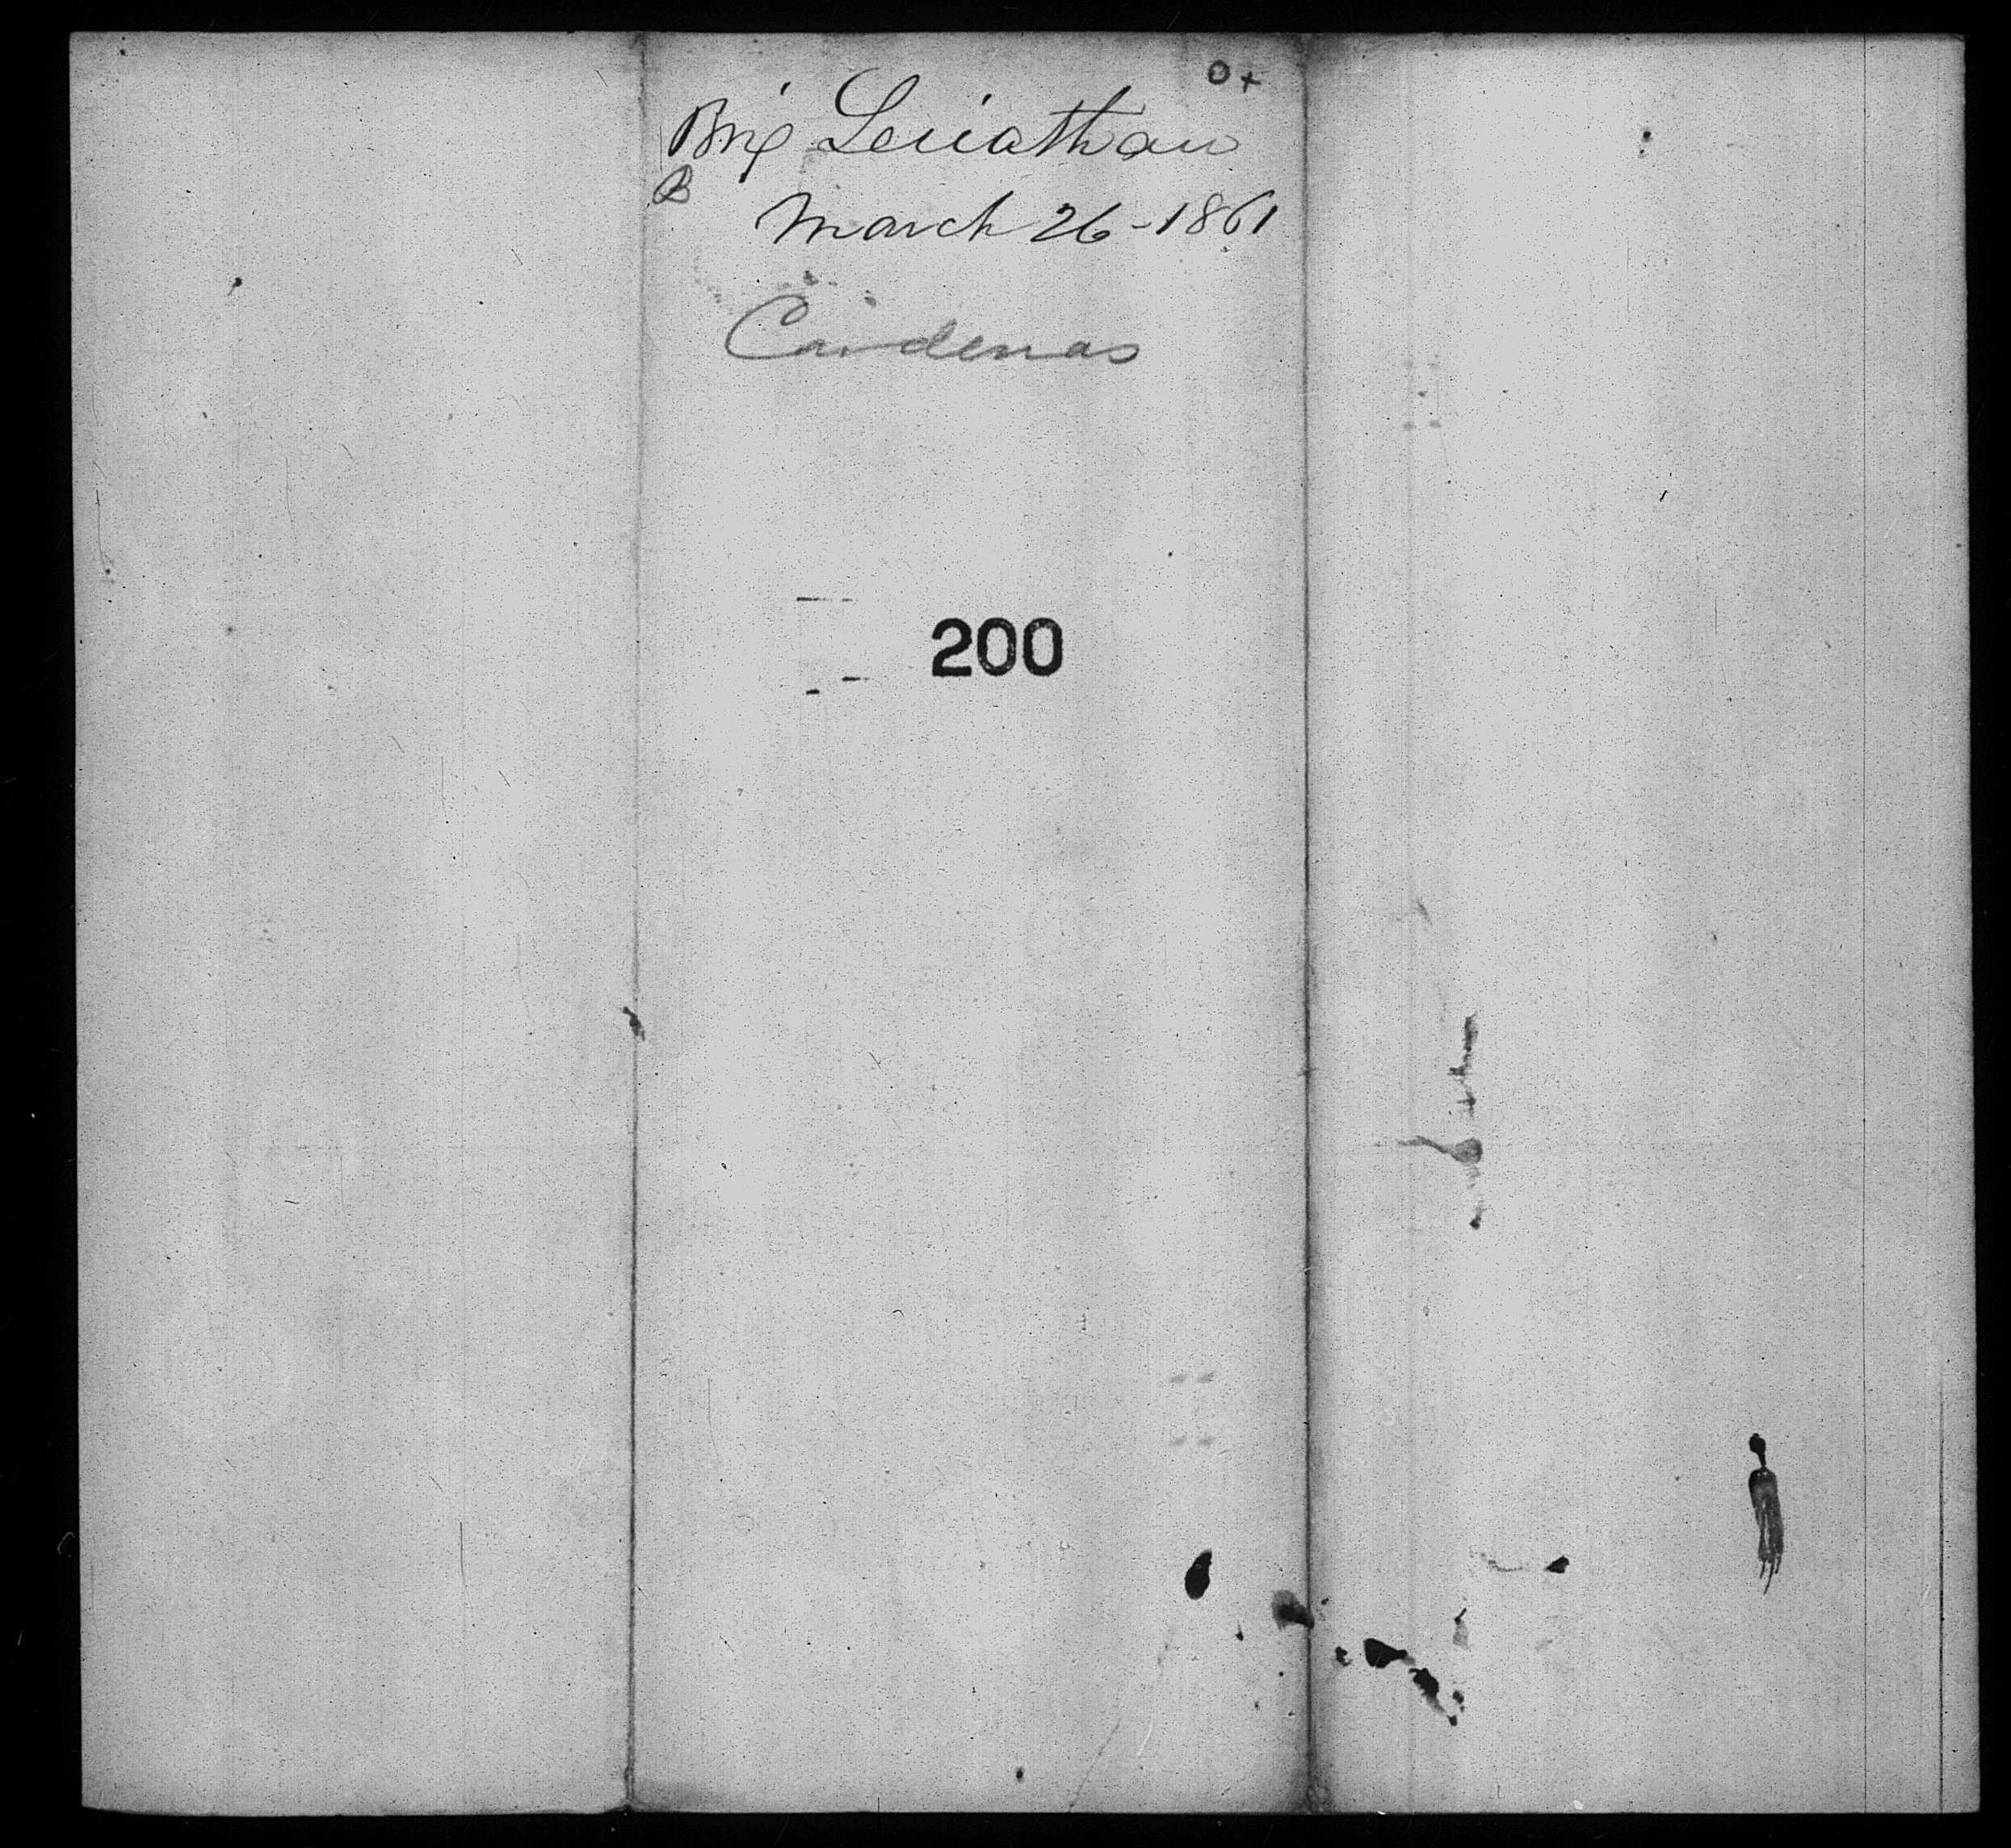 O+
Brig Leviathan
B
March 26-1861
Cardenas
200